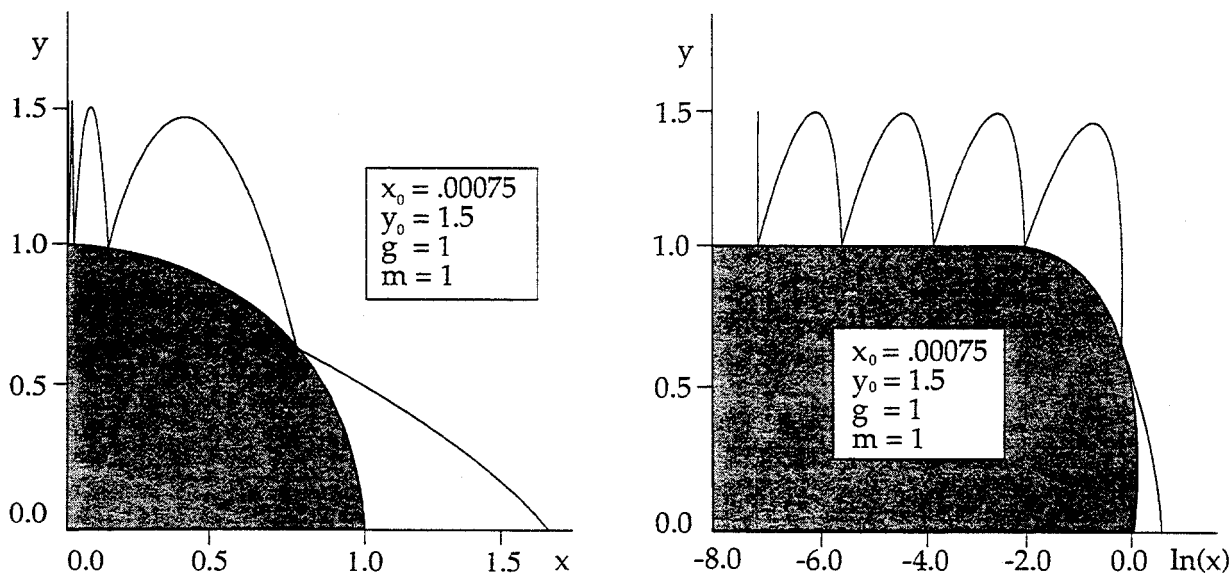 y
1.5
1.0
0.5
0.0
x₀ = .00075
y₀ = 1.5
g = 1
m = 1
0.0 0.5 1.0 1.5 x
y
1.5
1.0
0.5
0.0
x₀ = .00075
y₀ = 1.5
g = 1
m = 1
-8.0 -6.0 -4.0 -2.0 0.0 ln(x)